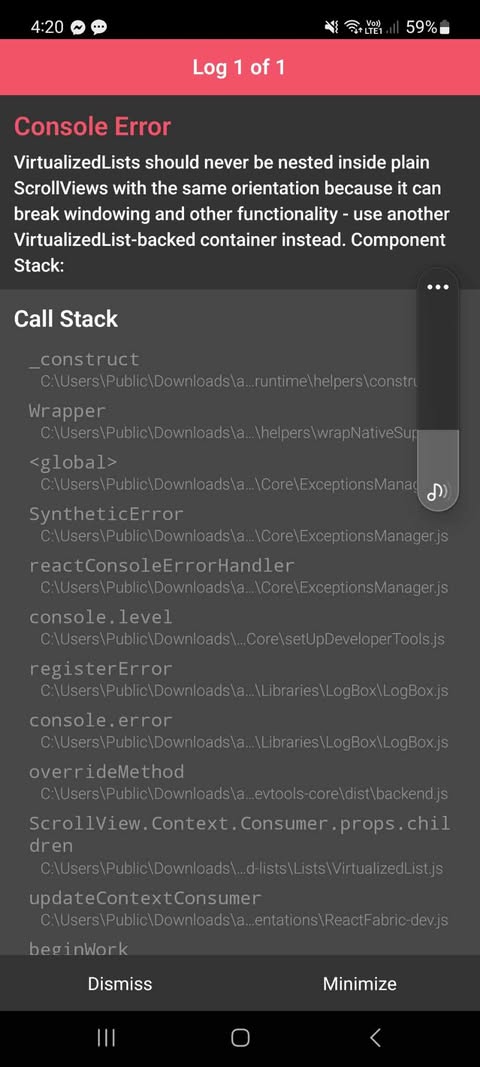 4:20
Vo))
LTE1
59%
Log 1 of 1
Console Error
VirtualizedLists should never be nested inside plain
ScrollViews with the same orientation because it can
break windowing and other functionality - use another
VirtualizedList-backed container instead. Component
Stack:
Call Stack
_construct
C:\Users\Public\Downloads\a...runtime\helpers\constru
Wrapper
C:\Users\Public\Downloads\a...\helpers\wrapNativeSup
<global>
C:\Users\Public\Downloads\a...\Core\ExceptionsManag
SyntheticError
C:\Users\Public\Downloads\a...\Core\ExceptionsManager.js
reactConsoleErrorHandler
C:\Users\Public\Downloads\a...\Core\ExceptionsManager.js
console.level
C:\Users\Public\Downloads\...Core\setUpDeveloperTools.js
registerError
C:\Users\Public\Downloads\a...\Libraries\LogBox\LogBox.js
console.error
C:\Users\Public\Downloads\a...\Libraries\LogBox\LogBox.js
overrideMethod
C:\Users\Public\Downloads\a...evtools-core\dist\backend.js
ScrollView.Context.Consumer.props.chil
dren
C:\Users\Public\Downloads\a...d-lists\Lists\VirtualizedList.js
updateContextConsumer
C:\Users\Public\Downloads\a...entations\ReactFabric-dev.js
beginWork
Dismiss
Minimize